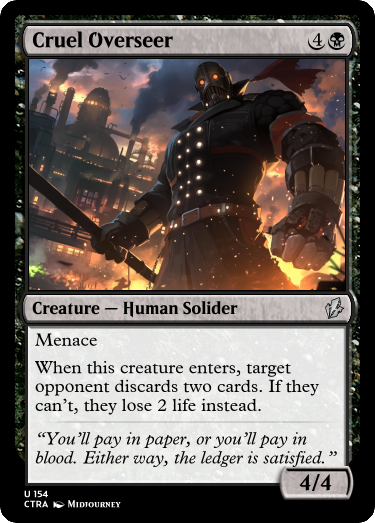 Cruel Overseer 4
Creature — Human Solider
Menace
When this creature enters, target
opponent discards two cards. If they
can't, they lose 2 life instead.
“You'll pay in paper, or you'll pay in
blood. Either way, the ledger is satisfied.”
4/4
U 154
CTRA Midjourney